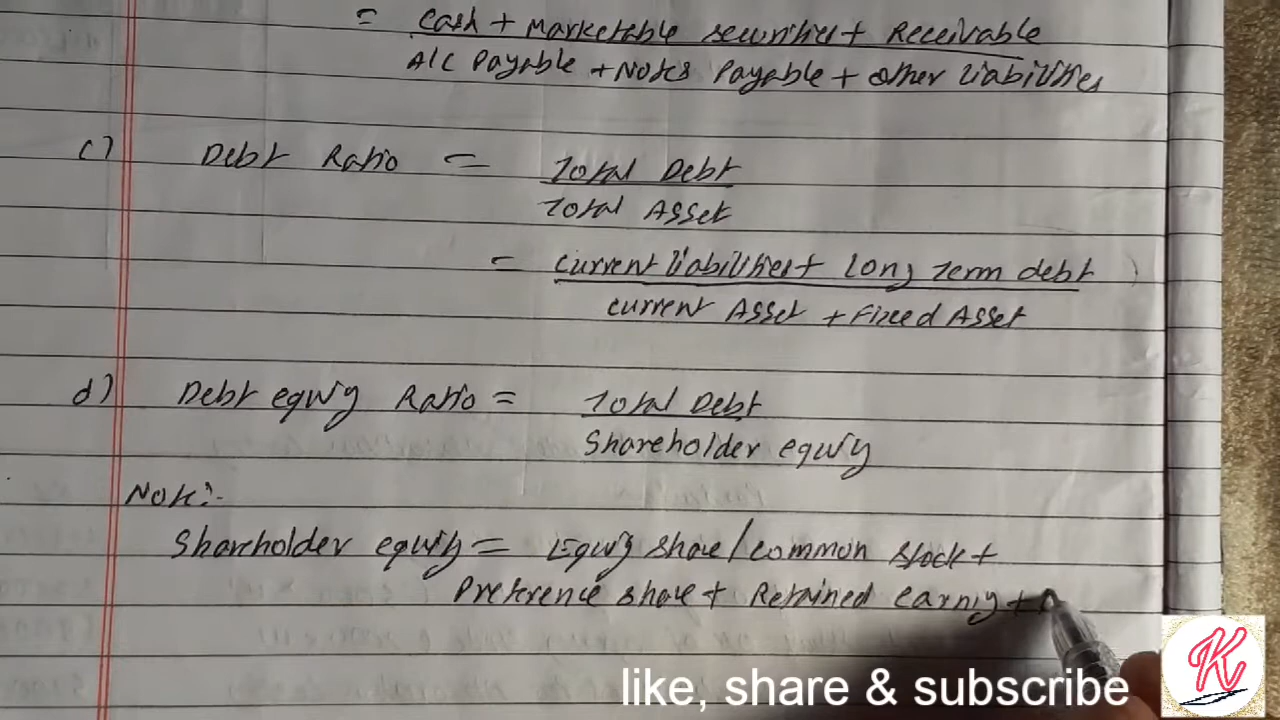 = Cash + Marketable securities + Receivable
A/C Payable + Notes Payable + other liabilities
c) Debt Ratio = Total Debt
Total Asset
= current liabilities + Long Term debt
current Asset + Fixed Asset
d) Debt equity Ratio = Total Debt
Shareholder equity
Note:-
Shareholder equity = Equity share/common stock +
Preference share + Retained earning +
like, share & subscribe
K